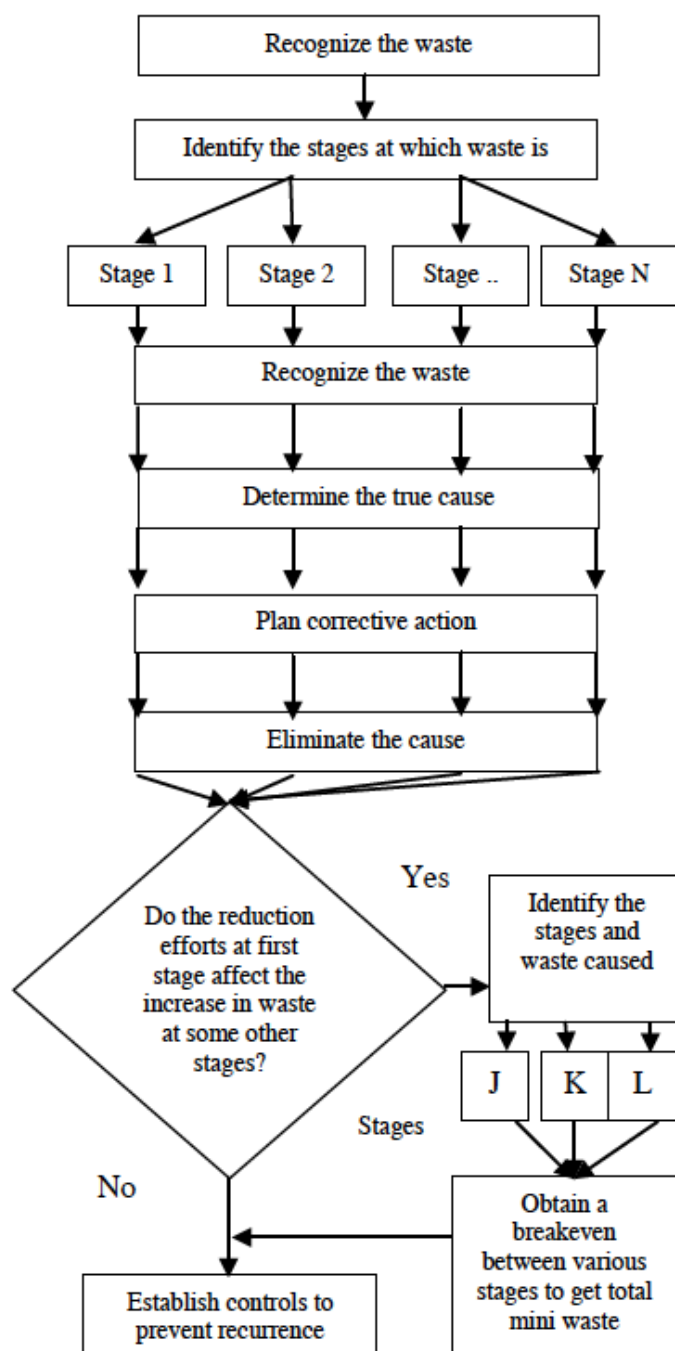 Recognize the waste
Identify the stages at which waste is
Stage 1
Stage 2
Stage ..
Stage N
Recognize the waste
Determine the true cause
Plan corrective action
Eliminate the cause
Do the reduction
efforts at first
stage affect the
increase in waste
at some other
stages?
Yes
Identify the
stages and
waste caused
J
K
L
Stages
No
Obtain a
breakeven
between various
stages to get total
mini waste
Establish controls to
prevent recurrence